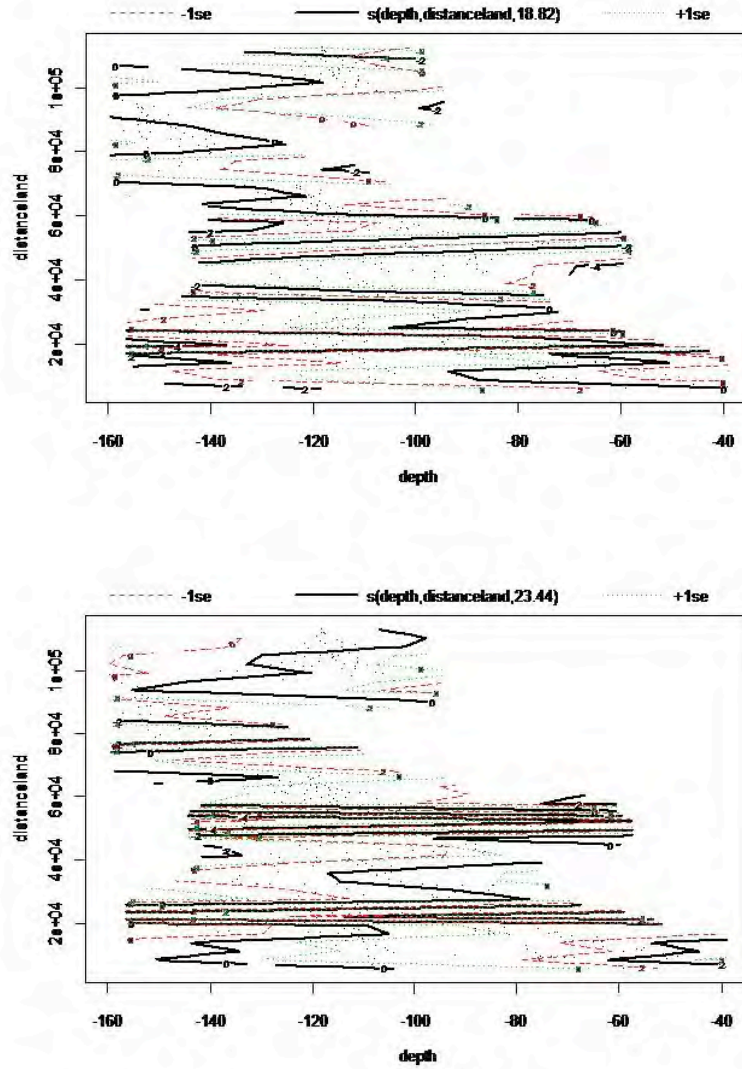 -1se s(depth,distanceland,18.82) +1se
distanceland
1e+05
8e+04
6e+04
4e+04
2e+04
-160 -140 -120 -100 -80 -60 -40
depth
-1se s(depth,distanceland,23.44) +1se
distanceland
1e+05
8e+04
6e+04
4e+04
2e+04
-160 -140 -120 -100 -80 -60 -40
depth